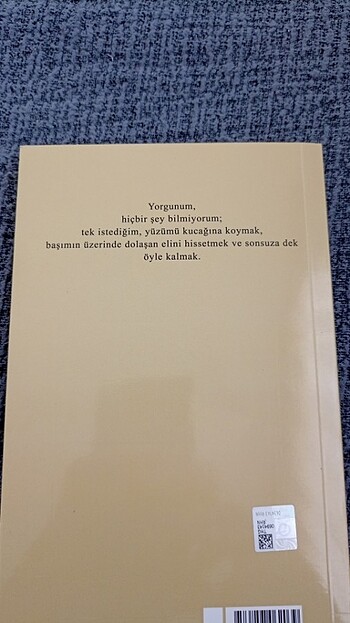 Yorgunum,
hiçbir şey bilmiyorum;
tek istediğim, yüzümü kucağına koymak,
başımın üzerinde dolaşan elini hissetmek ve sonsuza dek
öyle kalmak.